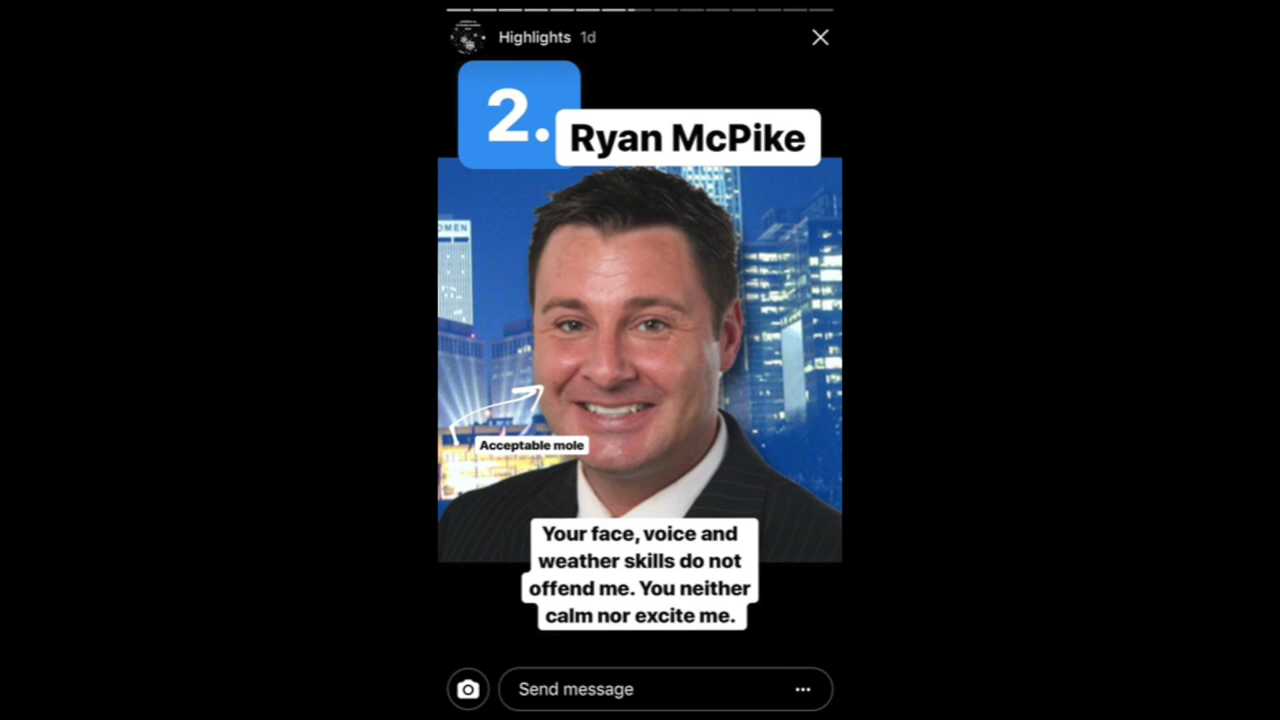 Highlights 1d
2.
Ryan McPike
OMEN
Acceptable mole
Your face, voice and
weather skills do not
offend me. You neither
calm nor excite me.
Send message